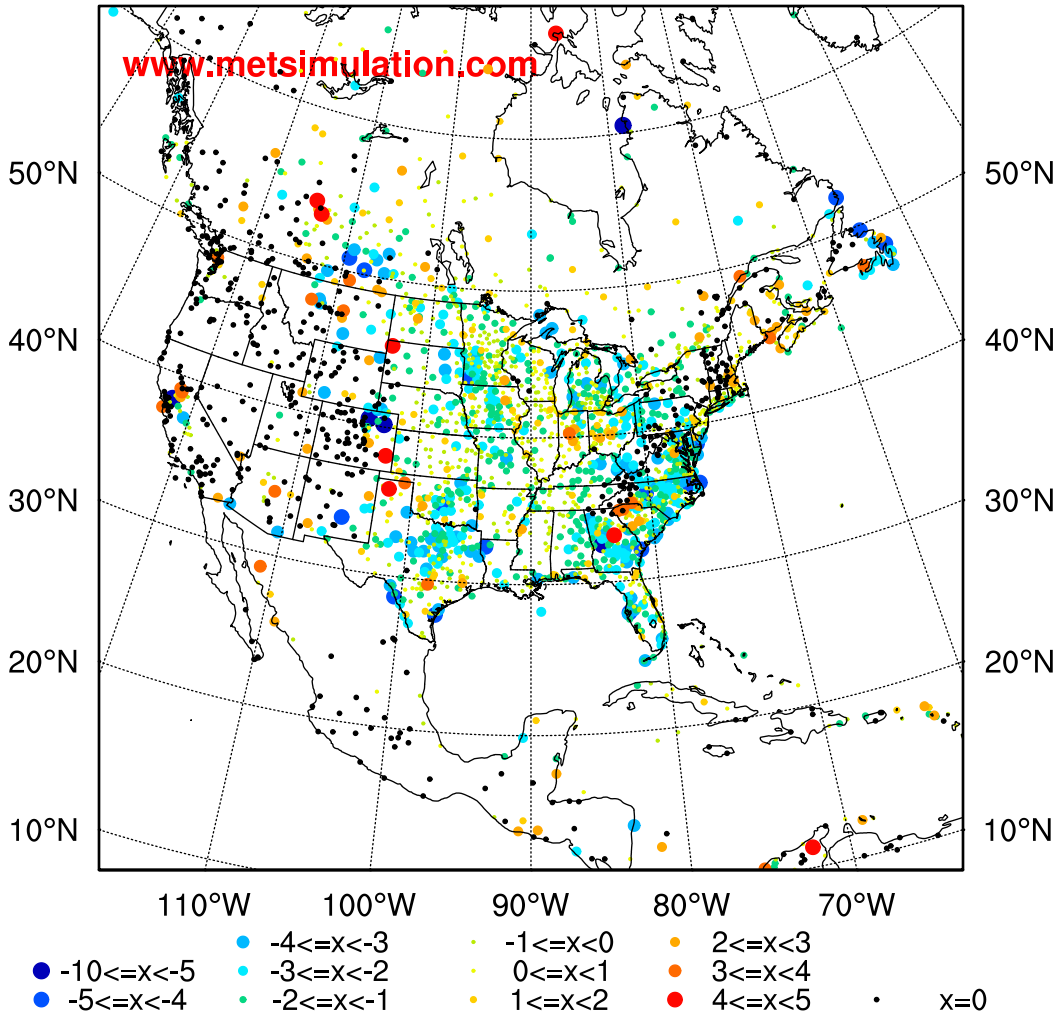 www.metsimulation.com
50°N 50°N
40°N 40°N
30°N 30°N
20°N 20°N
10°N 10°N
110°W 100°W 90°W 80°W 70°W
-4<=x<-3 -1<=x<0 2<=x<3
-10<=x<-5 -3<=x<-2 0<=x<1 3<=x<4
-5<=x<-4 -2<=x<-1 1<=x<2 4<=x<5 x=0